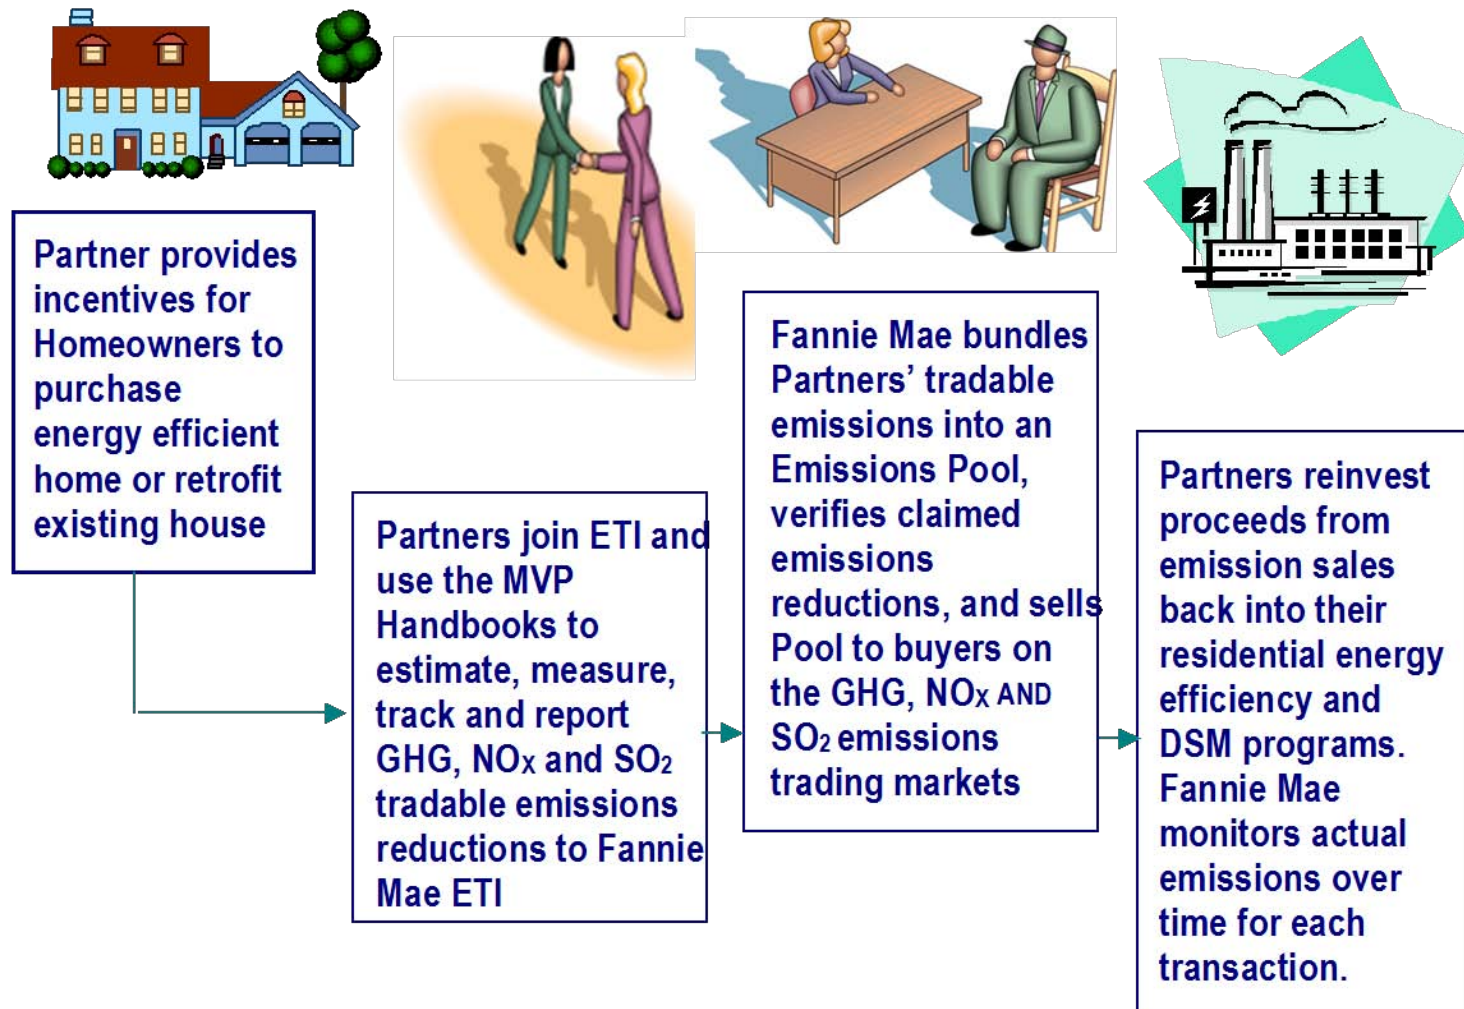 Partner provides
incentives for
Homeowners to
purchase
energy efficient
home or retrofit
existing house
Partners join ETI and
use the MVP
Handbooks to
estimate, measure,
track and report
GHG, NOx and SO2
tradable emissions
reductions to Fannie
Mae ETI
Fannie Mae bundles
Partners’ tradable
emissions into an
Emissions Pool,
verifies claimed
emissions
reductions, and sells
Pool to buyers on
the GHG, NOx AND
SO2 emissions
trading markets
Partners reinvest
proceeds from
emission sales
back into their
residential energy
efficiency and
DSM programs.
Fannie Mae
monitors actual
emissions over
time for each
transaction.